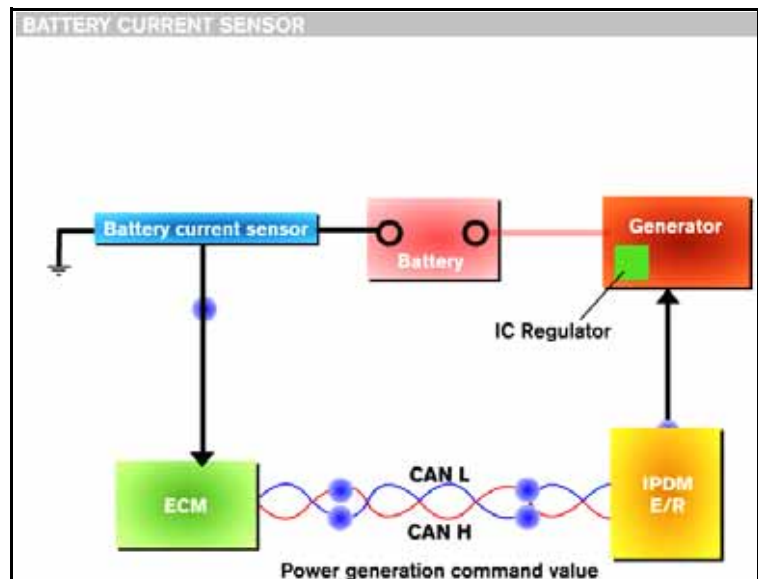 BATTERY CURRENT SENSOR
Battery current sensor
Battery
Generator
IC Regulator
ECM
CAN L
CAN H
IPDM
E/R
Power generation command value